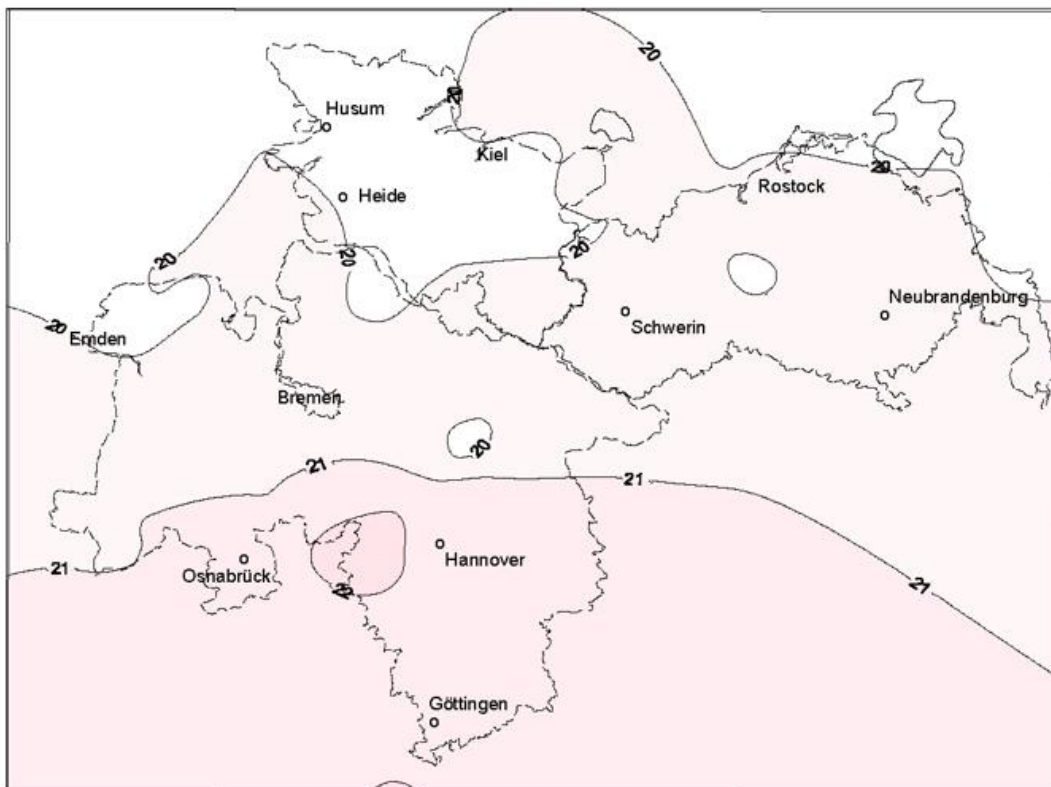 20
20
Husum
Kiel
20
Rostock
Heide
20
20
20
Neubrandenburg
20
Schwerin
Emden
Bremen
20
21
21
Hannover
21
Osnabrück
21
22
Göttingen